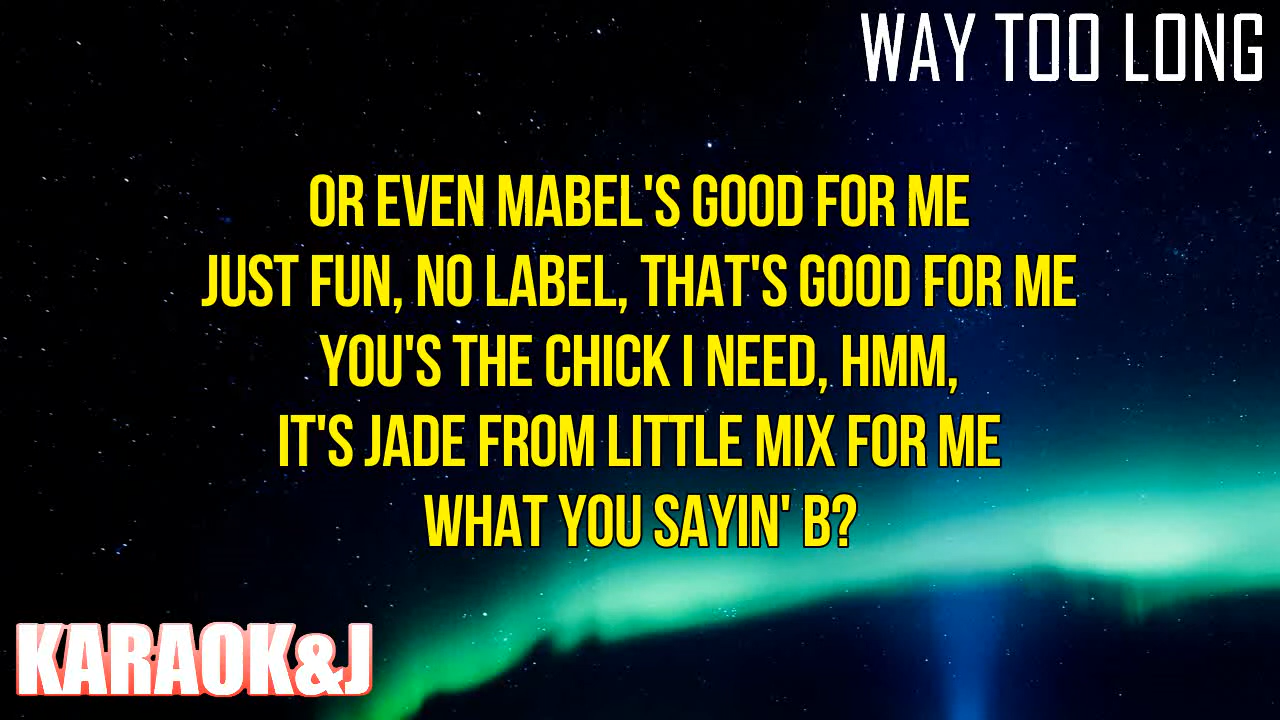 WAY TOO LONG
OR EVEN MABEL'S GOOD FOR ME
JUST FUN, NO LABEL, THAT'S GOOD FOR ME
YOU'S THE CHICK I NEED, HMM,
IT'S JADE FROM LITTLE MIX FOR ME
WHAT YOU SAYIN' B?
KARAOK&J